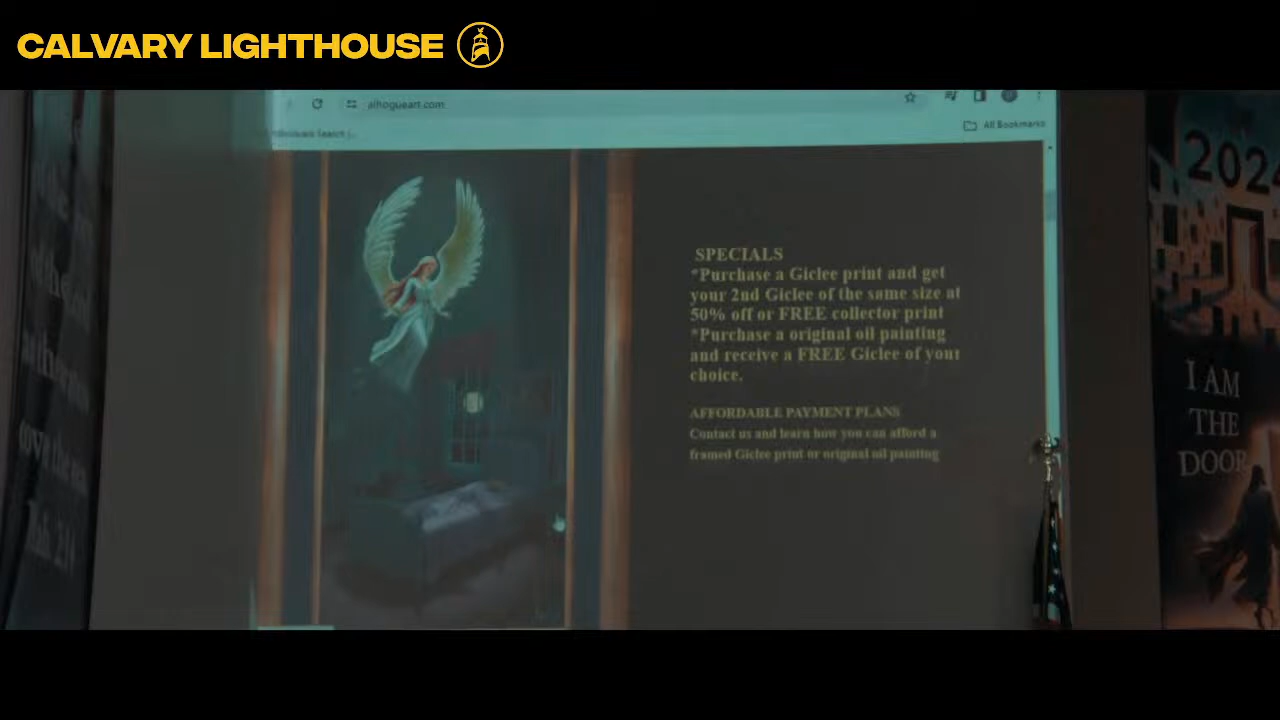 CALVARY LIGHTHOUSE
alhogueart.com
All Bookmarks
2024
SPECIALS
*Purchase a Giclee print and get
your 2nd Giclee of the same size at
50% off or FREE collector print
*Purchase a original oil painting
and receive a FREE Giclee of your
choice.
AFFORDABLE PAYMENT PLANS
Contact us and learn how you can afford a
framed Giclee print or original oil painting
I AM
THE
DOOR